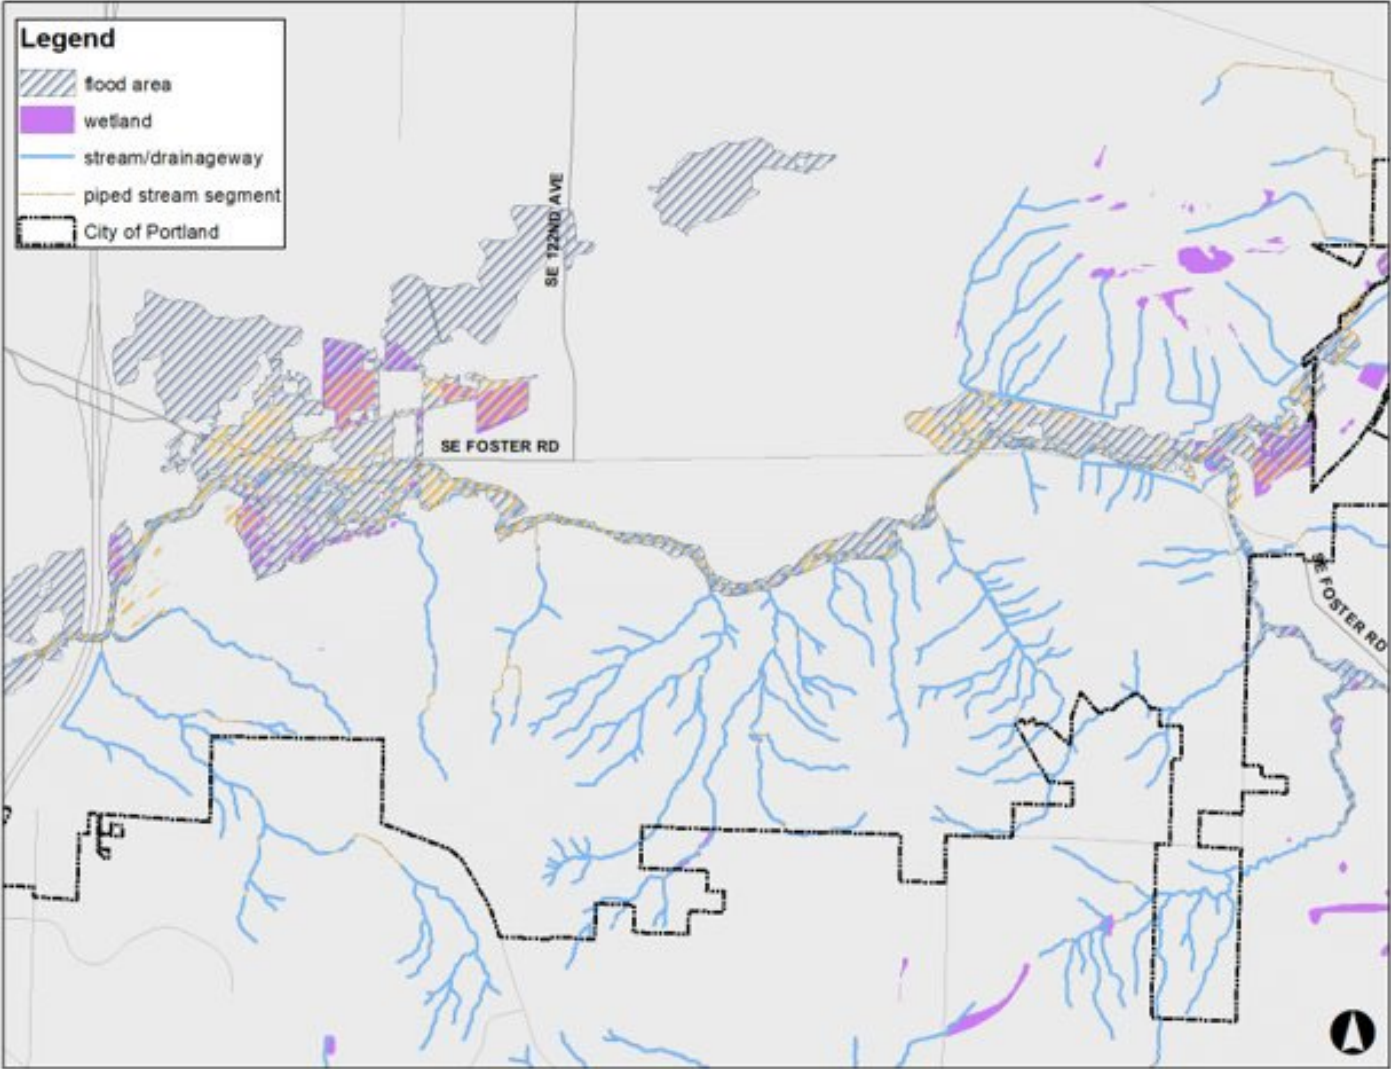 Legend
flood area
wetland
stream/drainageway
piped stream segment
City of Portland
SE 122ND AVE
SE FOSTER RD
SE FOSTER RD